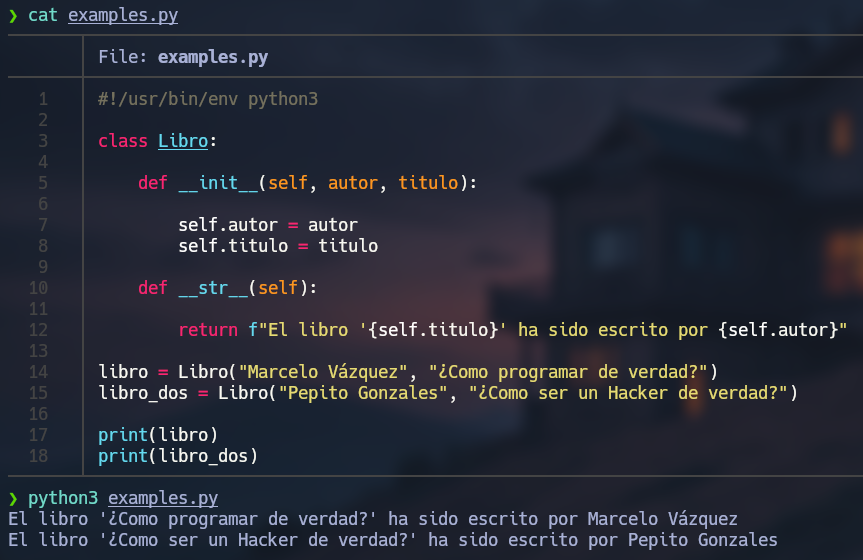 ❯ cat examples.py
File: examples.py
1 #!/usr/bin/env python3
2
3 class Libro:
4
5     def __init__(self, autor, titulo):
6
7         self.autor = autor
8         self.titulo = titulo
9
10     def __str__(self):
11
12         return f"El libro '{self.titulo}' ha sido escrito por {self.autor}"
13
14 libro = Libro("Marcelo Vázquez", "¿Como programar de verdad?")
15 libro_dos = Libro("Pepito Gonzales", "¿Como ser un Hacker de verdad?")
16
17 print(libro)
18 print(libro_dos)
❯ python3 examples.py
El libro '¿Como programar de verdad?' ha sido escrito por Marcelo Vázquez
El libro '¿Como ser un Hacker de verdad?' ha sido escrito por Pepito Gonzales